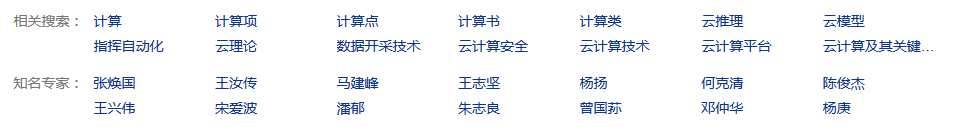 相关搜索： 计算 计算项 计算点 计算书 计算类 云推理 云模型
指挥自动化 云理论 数据开采技术 云计算安全 云计算技术 云计算平台 云计算及其关键...
知名专家： 张焕国 王汝传 马建峰 王志坚 杨扬 何克清 陈俊杰
王兴伟 宋爱波 潘郁 朱志良 曾国荪 邓仲华 杨庚